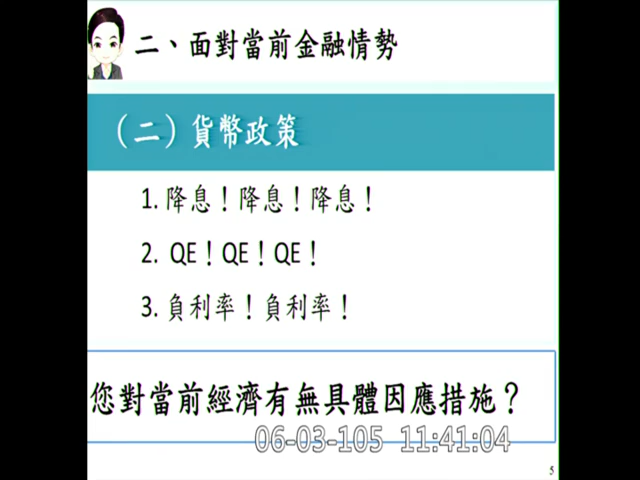 二、面對當前金融情勢
（二）貨幣政策
1. 降息！降息！降息！
2. QE！QE！QE！
3. 負利率！負利率！
您對當前經濟有無具體因應措施？
06-03-105 11:41:04
5